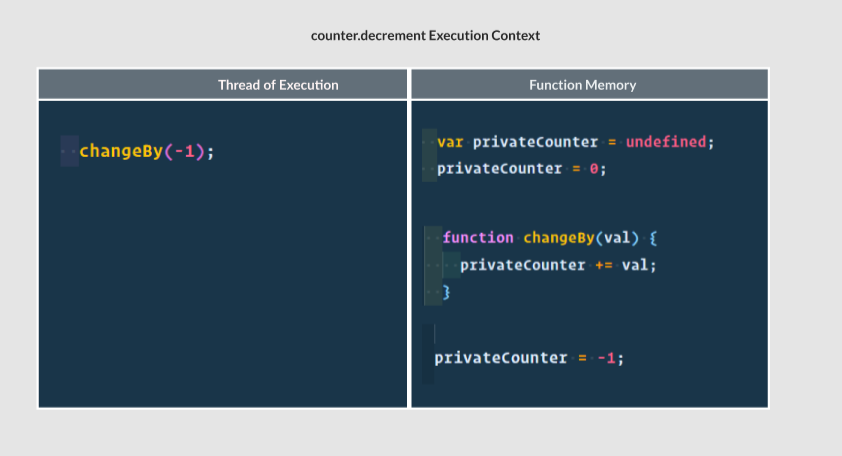 counter.decrement Execution Context
Thread of Execution
Function Memory
changeBy(-1);
var privateCounter = undefined;
privateCounter = 0;
function changeBy(val) {
privateCounter += val;
}
privateCounter = -1;